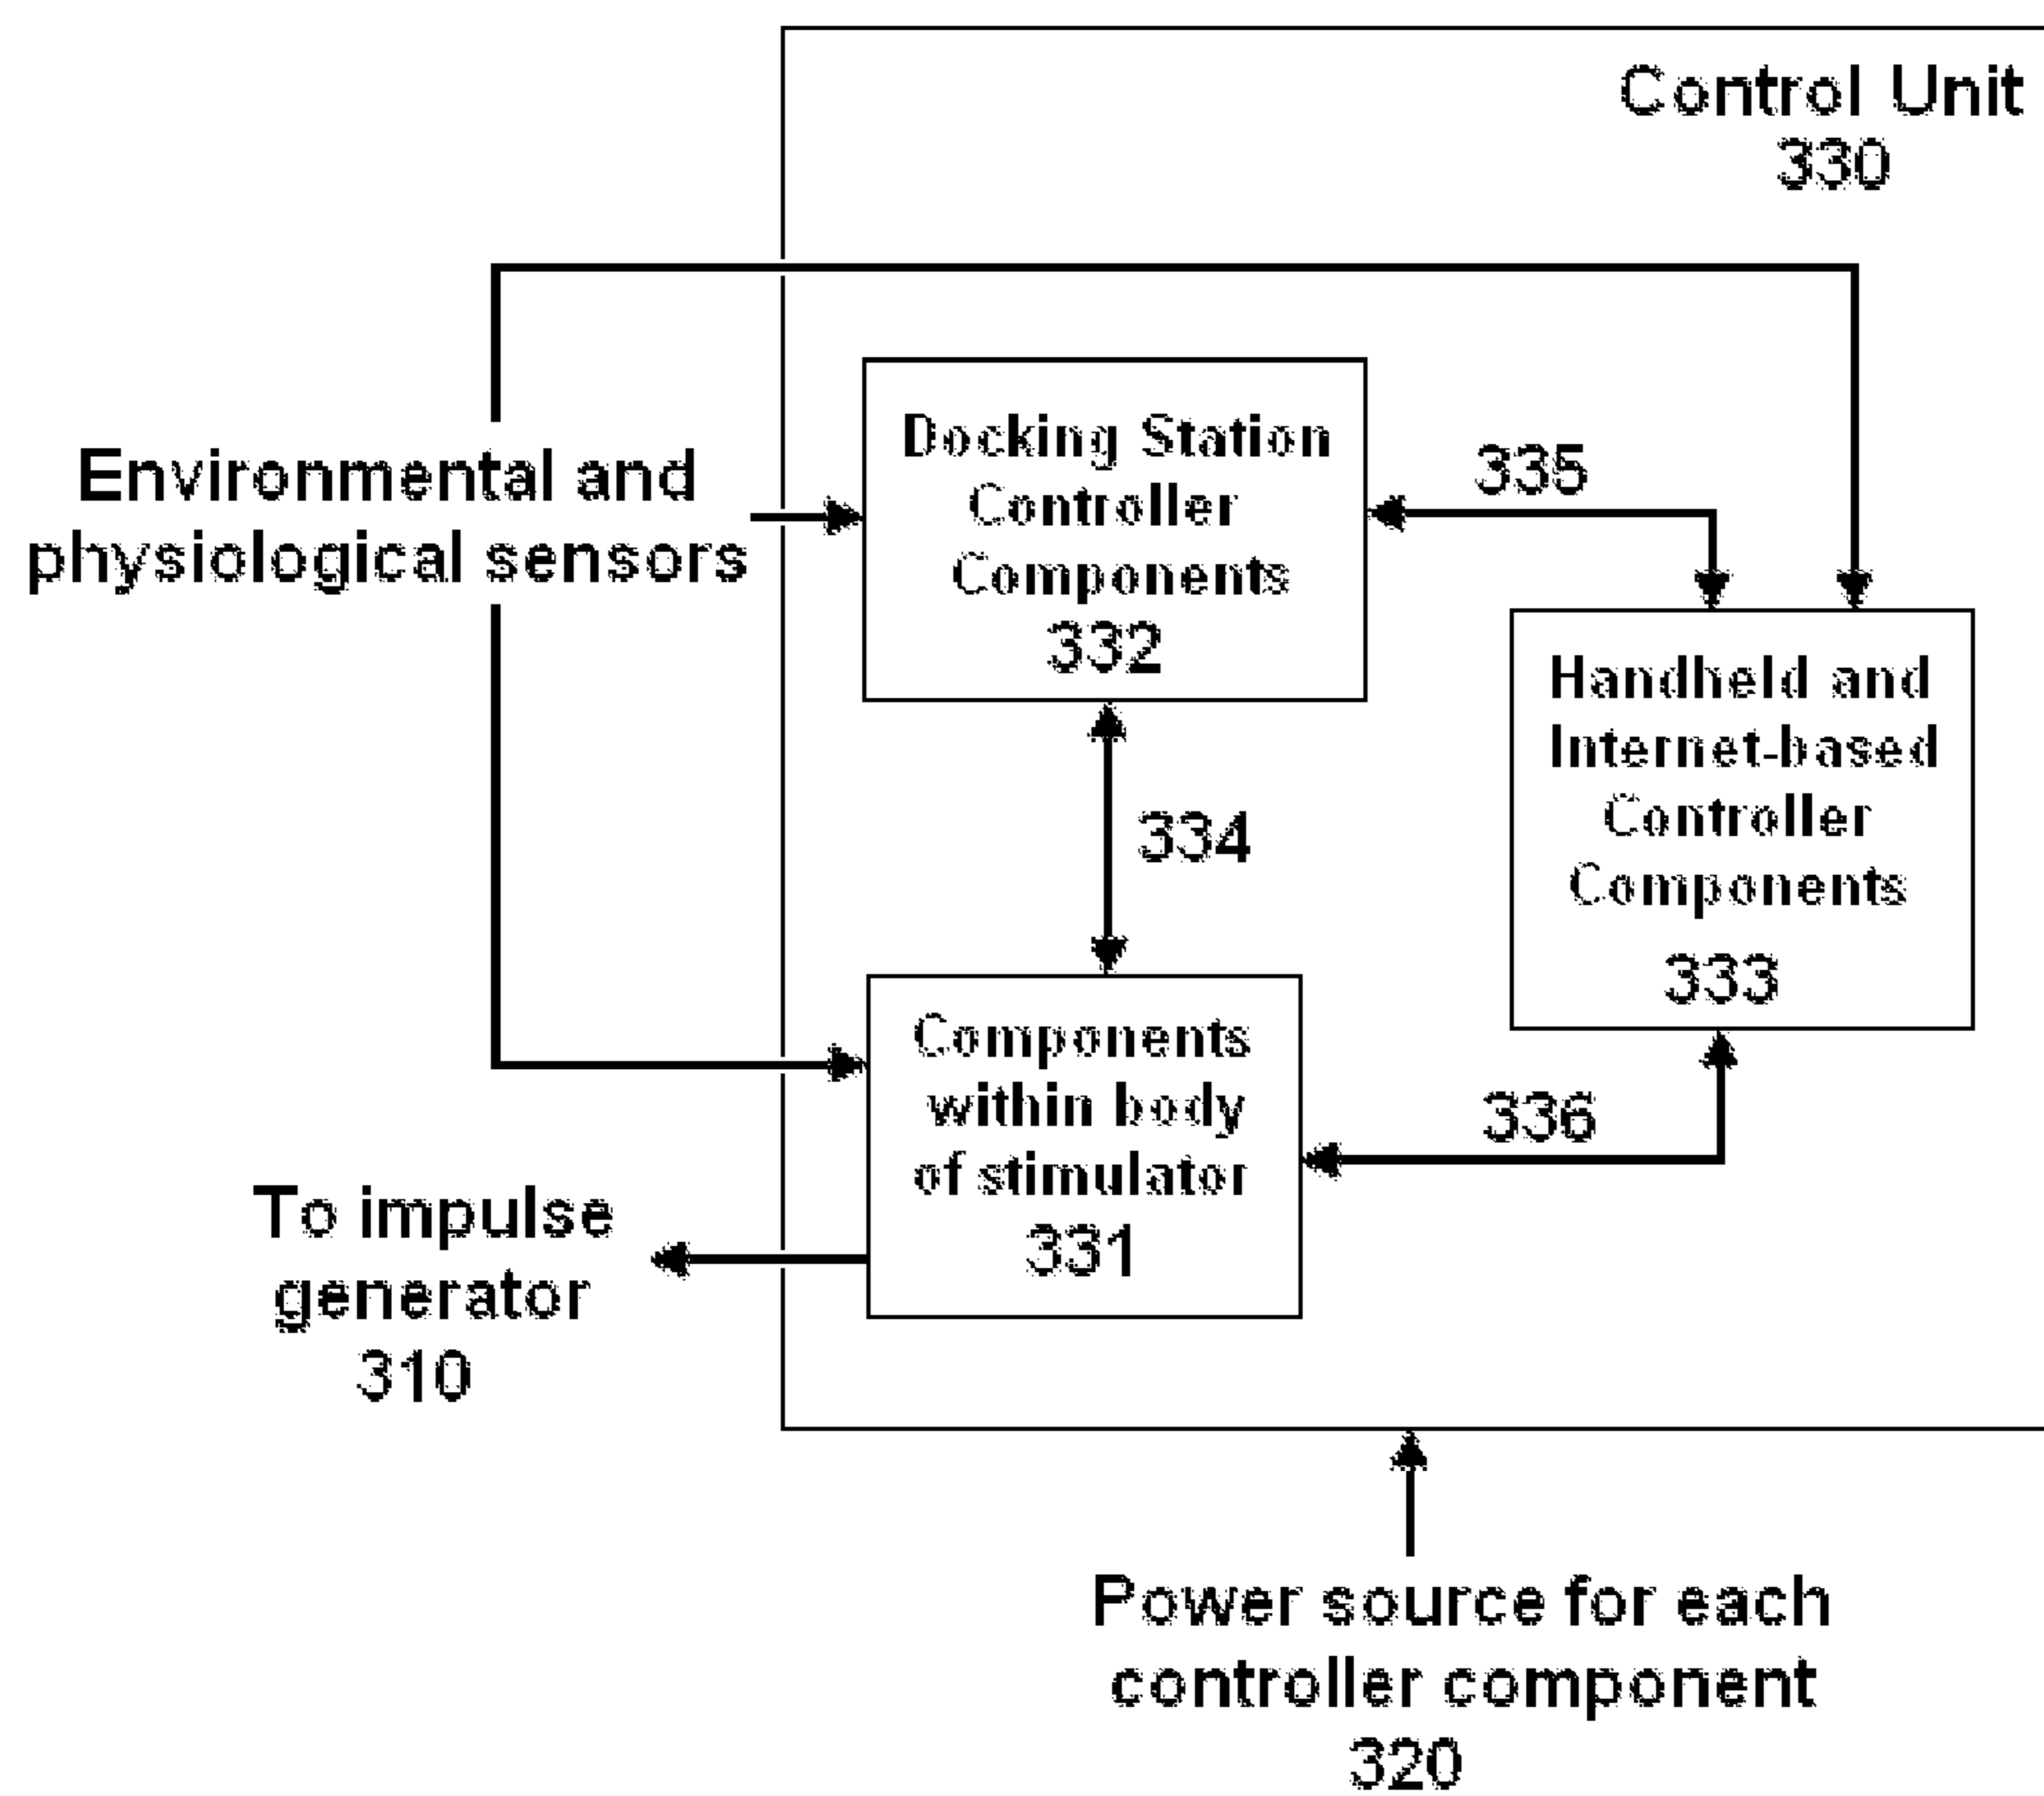 Control Unit
330
Environmental and
physiological sensors
Docking Station
Controller
Components
332
335
Handheld and
Internet-based
Controller
Components
333
334
Components
within body
of stimulator
331
336
To impulse
generator
310
Power source for each
controller component
320